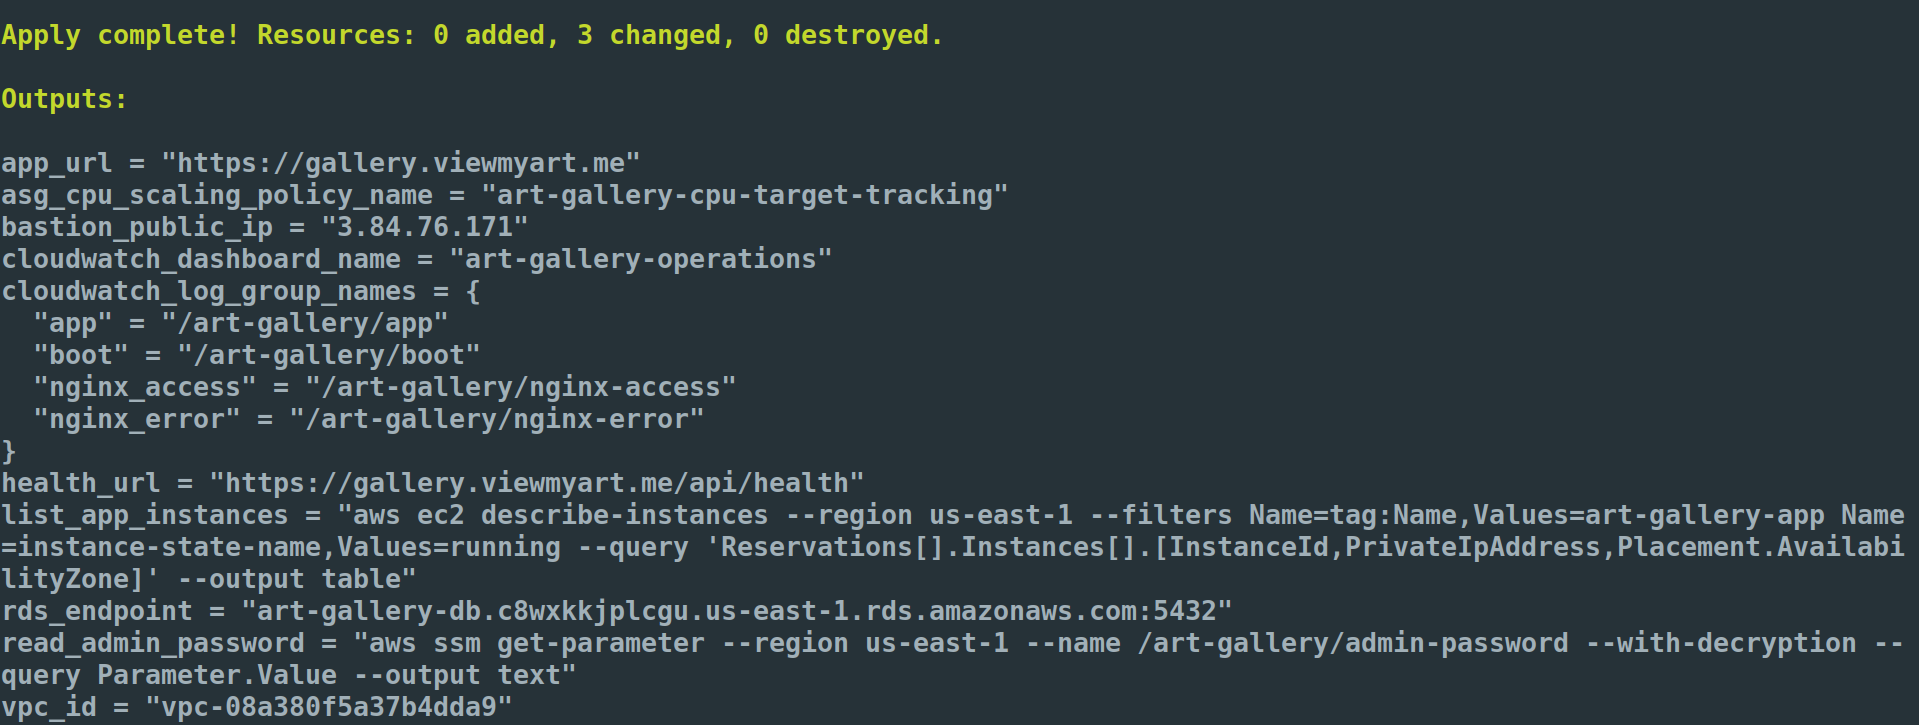 Apply complete! Resources: 0 added, 3 changed, 0 destroyed.
Outputs:
app_url = "https://gallery.viewmyart.me"
asg_cpu_scaling_policy_name = "art-gallery-cpu-target-tracking"
bastion_public_ip = "3.84.76.171"
cloudwatch_dashboard_name = "art-gallery-operations"
cloudwatch_log_group_names = {
  "app" = "/art-gallery/app"
  "boot" = "/art-gallery/boot"
  "nginx_access" = "/art-gallery/nginx-access"
  "nginx_error" = "/art-gallery/nginx-error"
}
health_url = "https://gallery.viewmyart.me/api/health"
list_app_instances = "aws ec2 describe-instances --region us-east-1 --filters Name=tag:Name,Values=art-gallery-app Name
=instance-state-name,Values=running --query 'Reservations[].Instances[].[InstanceId,PrivateIpAddress,Placement.Availabi
lityZone]' --output table"
rds_endpoint = "art-gallery-db.c8wxkkjplcgu.us-east-1.rds.amazonaws.com:5432"
read_admin_password = "aws ssm get-parameter --region us-east-1 --name /art-gallery/admin-password --with-decryption --
query Parameter.Value --output text"
vpc_id = "vpc-08a380f5a37b4dda9"